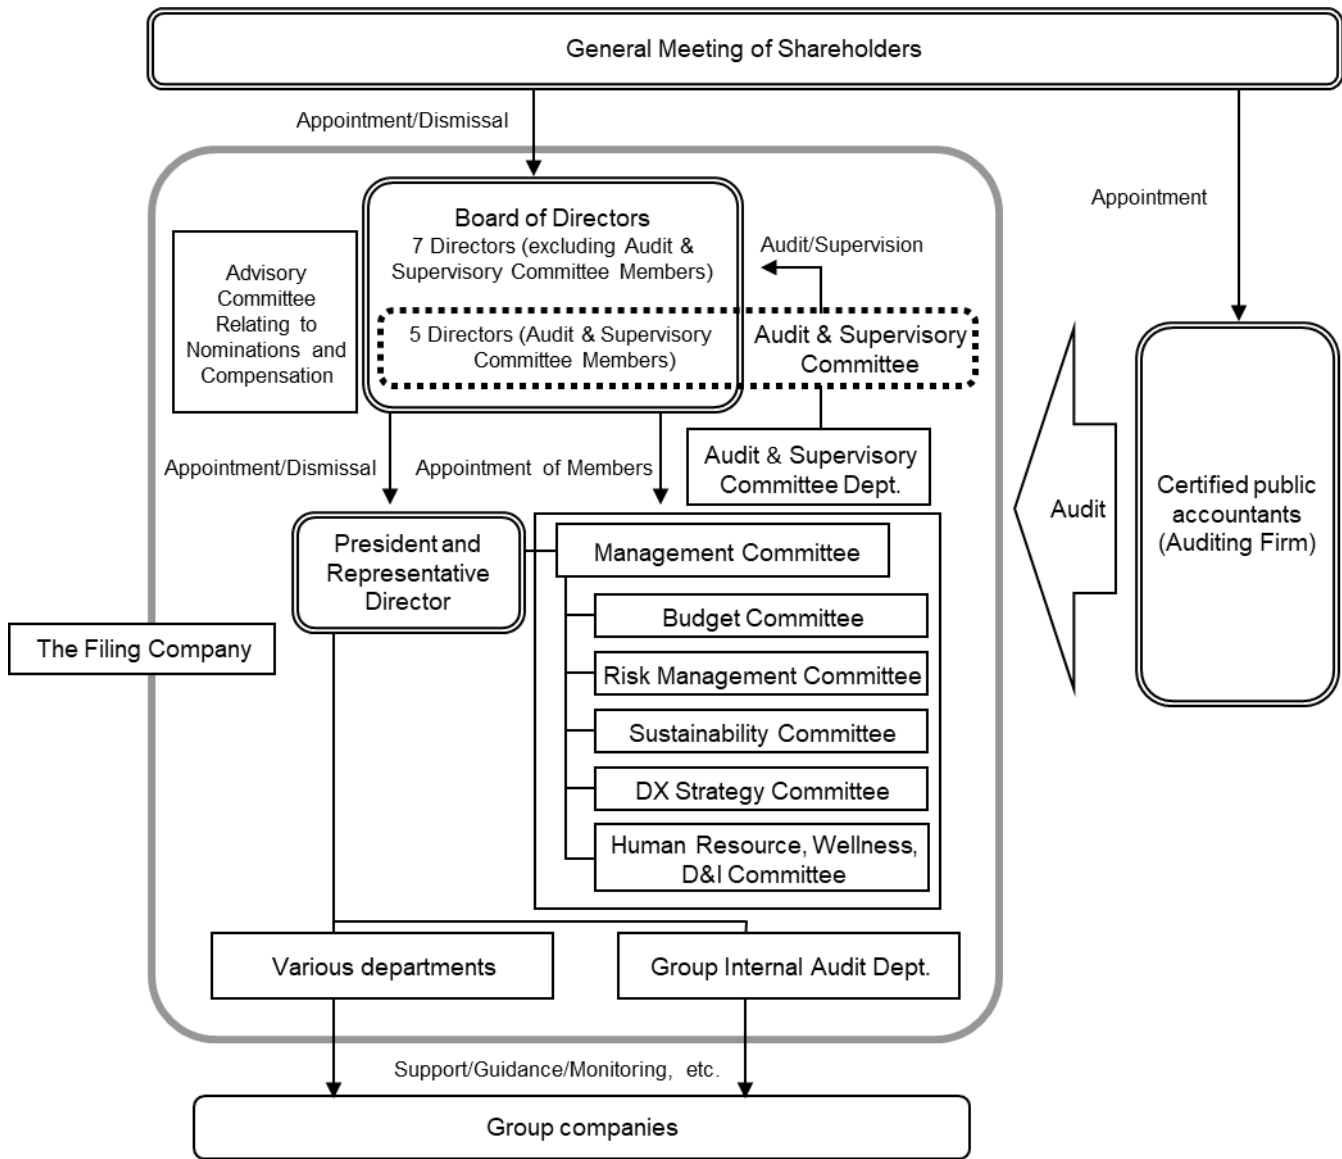 General Meeting of Shareholders
Appointment/Dismissal
Appointment
Board of Directors
7 Directors (excluding Audit &
Supervisory Committee Members)
Audit/Supervision
Advisory
Committee
Relating to
Nominations and
Compensation
5 Directors (Audit & Supervisory
Committee Members)
Audit & Supervisory
Committee
Appointment/Dismissal
Appointment of Members
Audit & Supervisory
Committee Dept.
Audit
Certified public
accountants
(Auditing Firm)
President and
Representative
Director
Management Committee
Budget Committee
The Filing Company
Risk Management Committee
Sustainability Committee
DX Strategy Committee
Human Resource, Wellness,
D&I Committee
Various departments
Group Internal Audit Dept.
Support/Guidance/Monitoring, etc.
Group companies